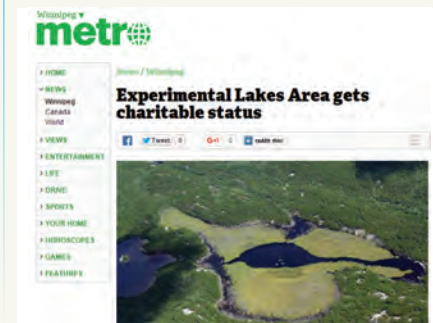 Winnipeg ▼
metro
HOME
NEWS
Winnipeg
Canada
World
VIEWS
ENTERTAINMENT
LIFE
DRIVE
SPORTS
YOUR HOME
HOROSCOPES
GAMES
FEATURES
News / Winnipeg
Experimental Lakes Area gets
charitable status
Tweet 0
G+1 0
reddit this!